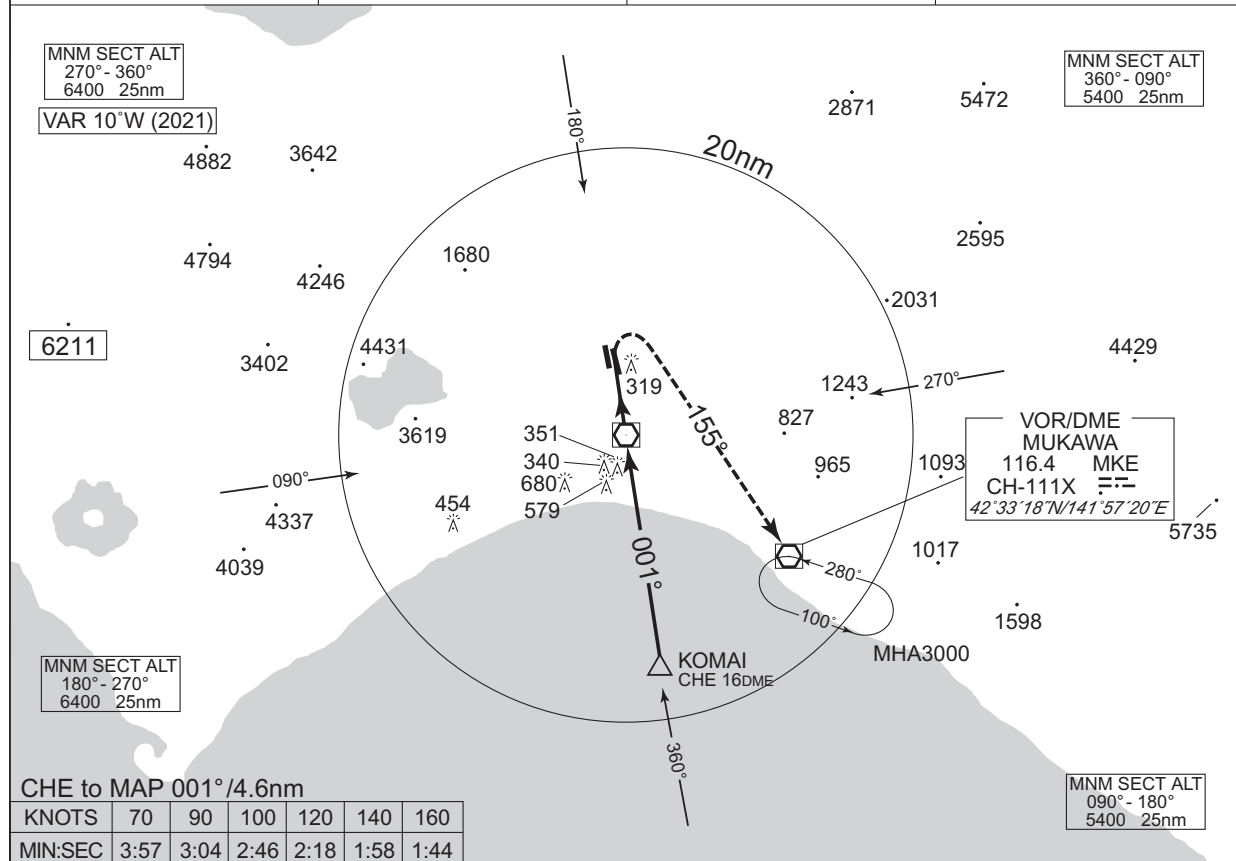 MNM SECT ALT
270°- 360°
6400 25nm
VAR 10°W (2021)
MNM SECT ALT
360°- 090°
5400 25nm
180°
2871
5472
20nm
4882
3642
4794
4246
1680
2595
2031
6211
3402
4431
319
4429
1243
270°
827
155°
3619
351
340
680
579
965
1093
VOR/DME
MUKAWA
116.4 MKE
CH-111X
42°33´18˝N/141°57´20˝E
090°
454
4337
4039
5735
001°
1017
280°
100°
1598
MHA3000
KOMAI
CHE 16DME
360°
MNM SECT ALT
180°- 270°
6400 25nm
MNM SECT ALT
090°- 180°
5400 25nm
CHE to MAP 001°/4.6nm
KNOTS 70 90 100 120 140 160
MIN:SEC 3:57 3:04 2:46 2:18 1:58 1:44